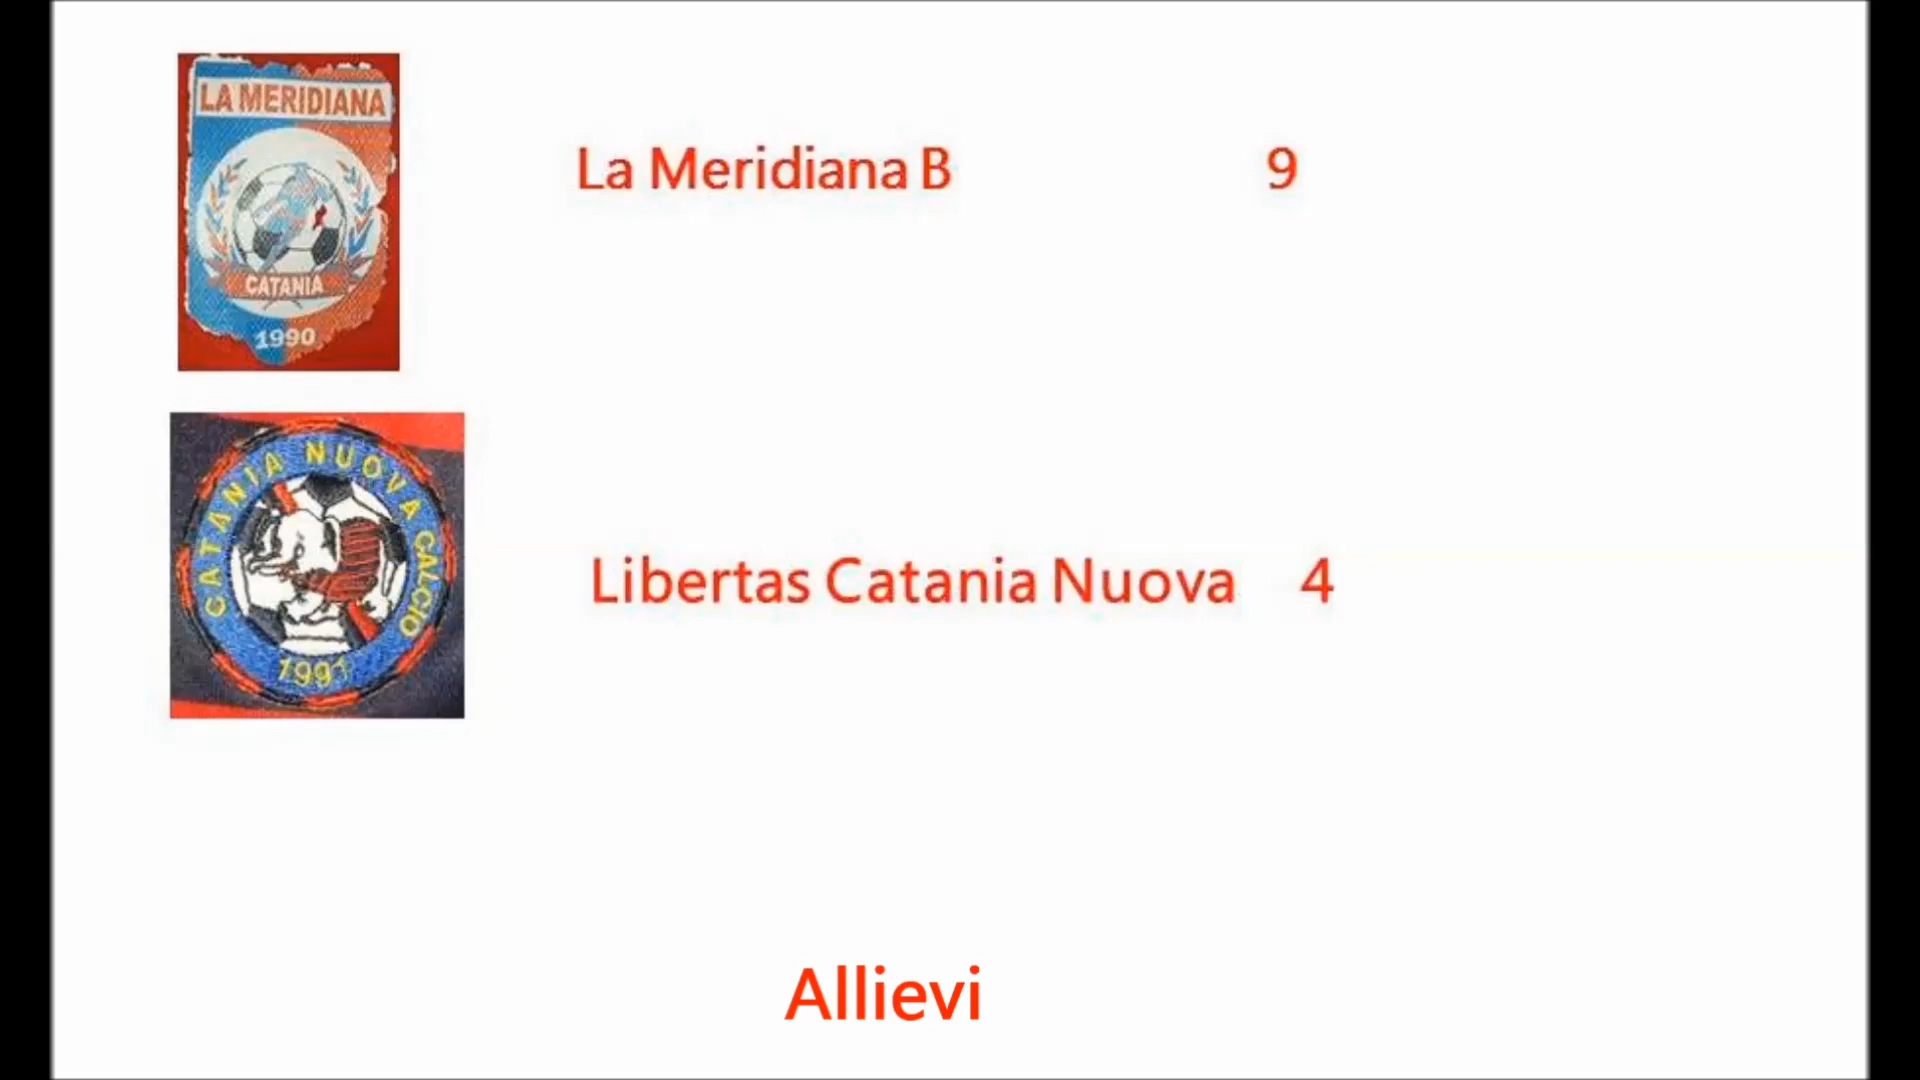 LA MERIDIANA
CATANIA
1990
La Meridiana B 9
CATANIA NUOVA CALCIO
1991
Libertas Catania Nuova 4
Allievi